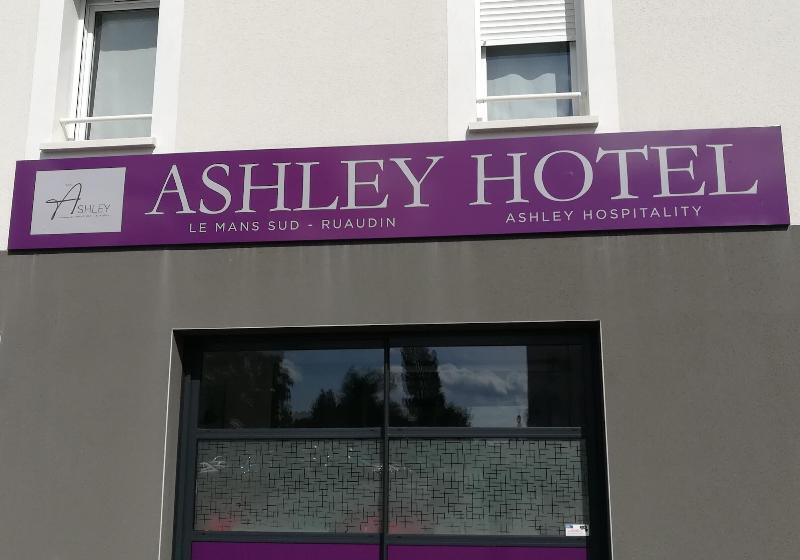 ASHLEY
ASHLEY HOTEL
LE MANS SUD - RUAUDIN
ASHLEY HOSPITALITY